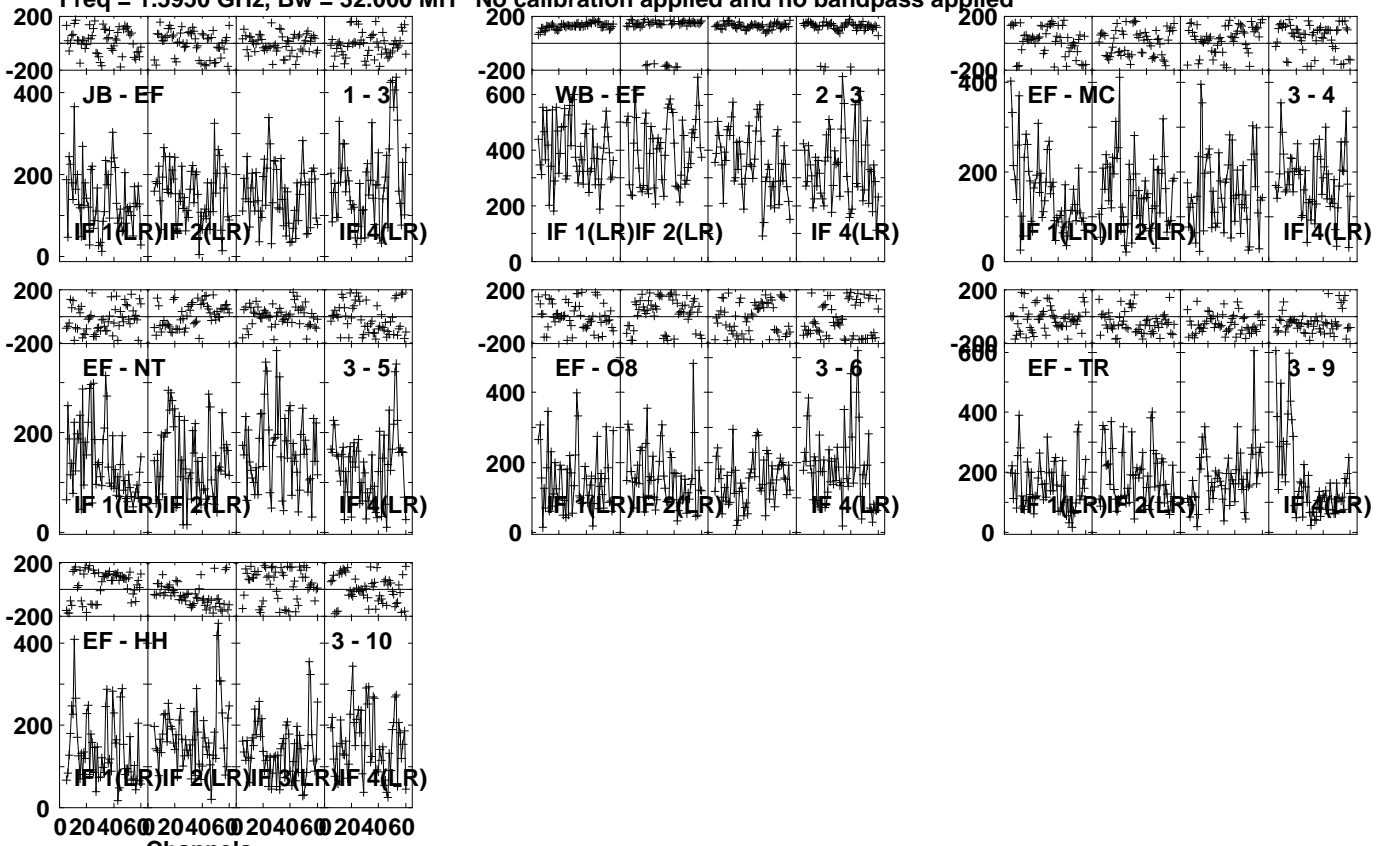 Freq = 1.5950 GHz, Bw = 32.000 MH No calibration applied and no bandpass applied
200
-200
400
200
0
JB - EF
1 - 3
IF 1(LR)
IF 2(LR)
IF 4(LR)
200
-200
600
400
200
0
WB - EF
2 - 3
IF 1(LR)
IF 2(LR)
IF 4(LR)
200
-200
400
200
0
EF - MC
3 - 4
IF 1(LR)
IF 2(LR)
IF 4(LR)
200
-200
200
0
EF - NT
3 - 5
IF 1(LR)
IF 2(LR)
IF 4(LR)
200
-200
400
200
0
EF - O8
3 - 6
IF 1(LR)
IF 2(LR)
IF 4(LR)
200
-200
600
400
200
0
EF - TR
3 - 9
IF 1(LR)
IF 2(LR)
IF 4(LR)
200
-200
400
200
0
EF - HH
3 - 10
IF 1(LR)
IF 2(LR)
IF 3(LR)
IF 4(LR)
0 20 40 60 0 20 40 60 0 20 40 60 0 20 40 60
Channels